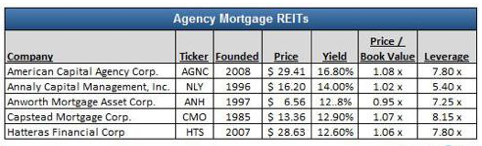 Agency Mortgage REITs
Price /
Company Ticker Founded Price Yield Book Value Leverage
American Capital Agency Corp. AGNC 2008 $ 29.41 16.80% 1.08 x 7.80 x
Annaly Capital Management, Inc. NLY 1996 $ 16.20 14.00% 1.02 x 5.40 x
Anworth Mortgage Asset Corp. ANH 1997 $ 6.56 12..8% 0.95 x 7.25 x
Capstead Mortgage Corp. CMO 1985 $ 13.36 12.90% 1.07 x 8.15 x
Hatteras Financial Corp HTS 2007 $ 28.63 12.60% 1.06 x 7.80 x